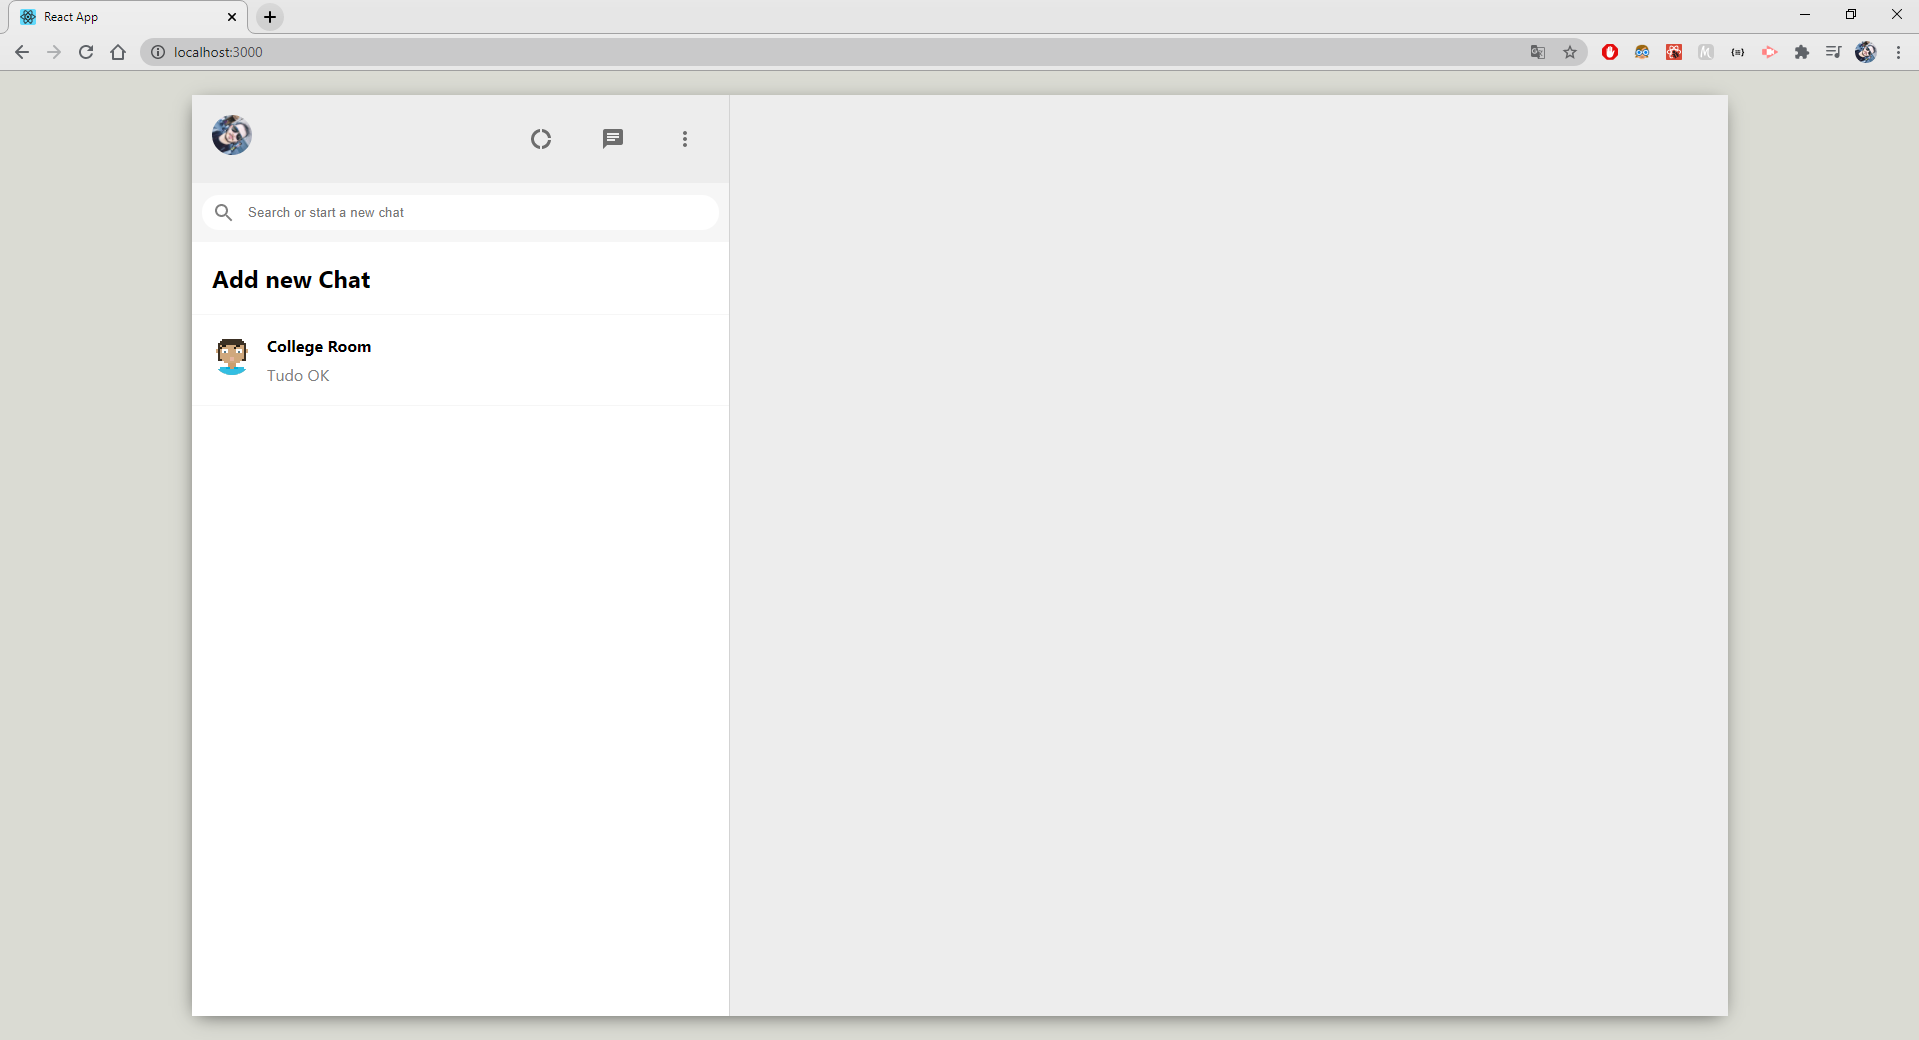 React App
localhost:3000
Search or start a new chat
Add new Chat
College Room
Tudo OK